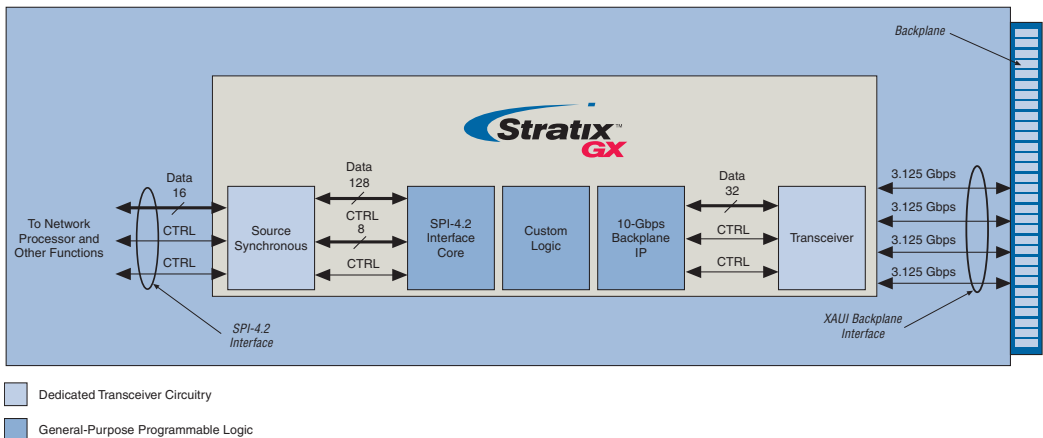 Backplane
Stratix™
GX
Data
16
CTRL
CTRL
To Network
Processor and
Other Functions
SPI-4.2
Interface
Source
Synchronous
Data
128
CTRL
8
CTRL
SPI-4.2
Interface
Core
Custom
Logic
10-Gbps
Backplane
IP
Data
32
CTRL
CTRL
Transceiver
3.125 Gbps
3.125 Gbps
3.125 Gbps
3.125 Gbps
XAUI Backplane
Interface
Dedicated Transceiver Circuitry
General-Purpose Programmable Logic